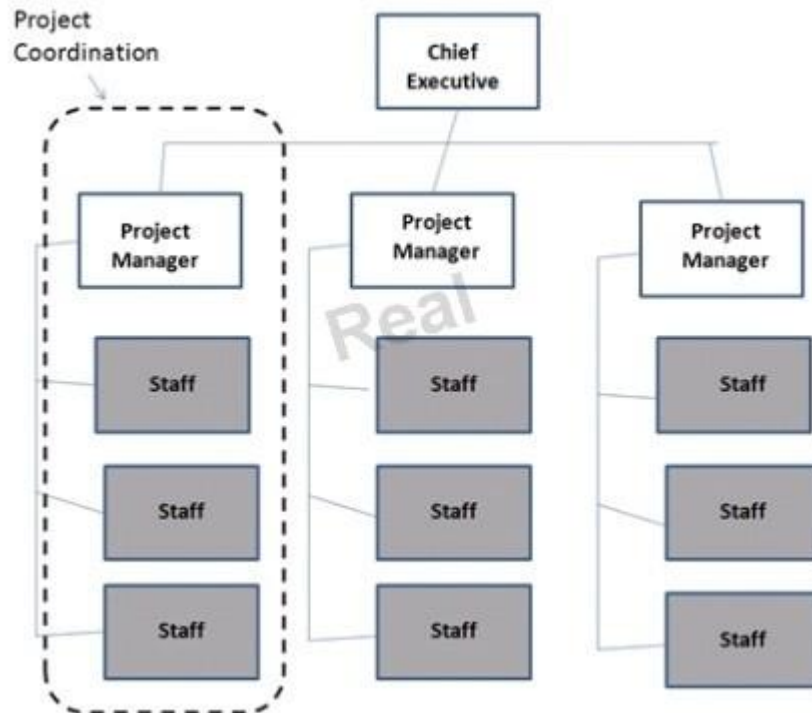 Project
Coordination
Chief
Executive
Project
Manager
Project
Manager
Project
Manager
Real
Staff
Staff
Staff
Staff
Staff
Staff
Staff
Staff
Staff